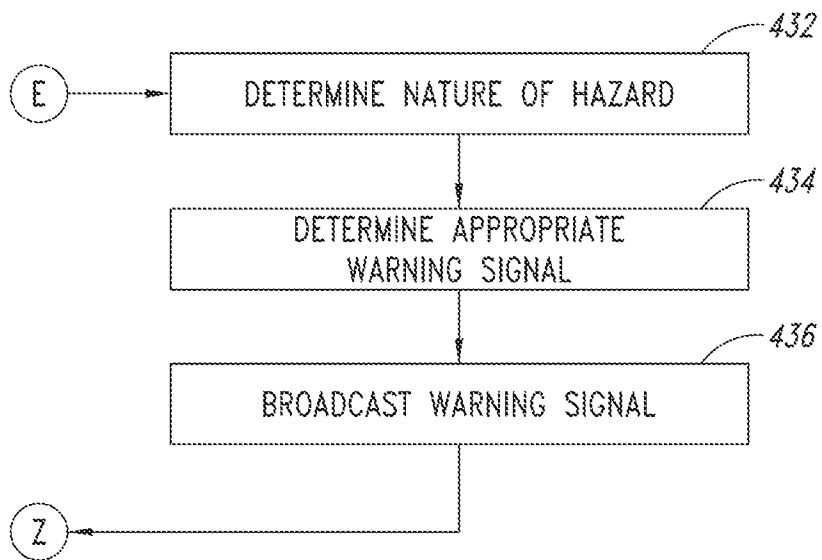 432
E
DETERMINE NATURE OF HAZARD
434
DETERMINE APPROPRIATE
WARNING SIGNAL
436
BROADCAST WARNING SIGNAL
Z